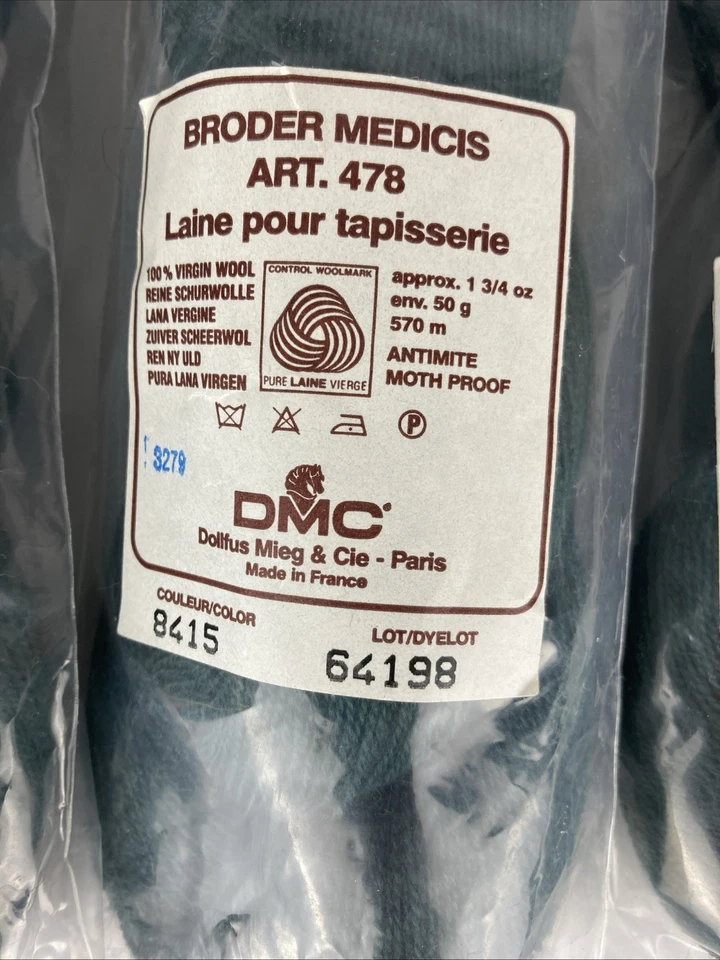 BRODER MEDICIS
ART. 478
Laine pour tapisserie
100 % VIRGIN WOOL
REINE SCHURWOLLE
LANA VERGINE
ZUIVER SCHEERWOL
REN NY ULD
PURA LANA VIRGEN
CONTROL WOOLMARK
PURE LAINE VIERGE
approx. 1 3/4 oz
env. 50 g
570 m
ANTIMITE
MOTH PROOF
P
3279
DMC
Dollfus Mieg & Cie - Paris
Made in France
COULEUR/COLOR
8415
LOT/DYELOT
64198